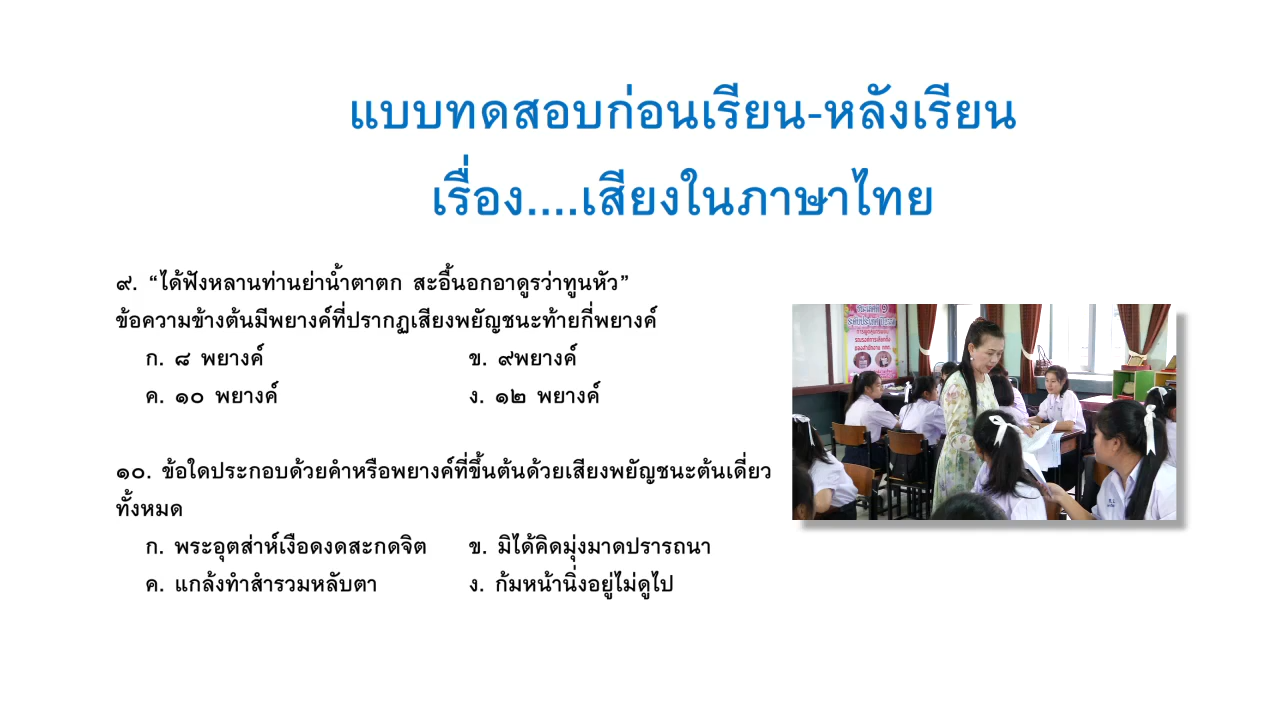 แบบทดสอบก่อนเรียน-หลังเรียน
เรื่อง....เสียงในภาษาไทย
๙. “ได้ฟังหลานท่านย่าน้ำตาตก สะอื้นอกอาดูรว่าทูนหัว”
ข้อความข้างต้นมีพยางค์ที่ปรากฏเสียงพยัญชนะท้ายกี่พยางค์
ก. ๘ พยางค์ ข. ๙พยางค์
ค. ๑๐ พยางค์ ง. ๑๒ พยางค์
๑๐. ข้อใดประกอบด้วยคำหรือพยางค์ที่ขึ้นต้นด้วยเสียงพยัญชนะต้นเดี่ยว
ทั้งหมด
ก. พระอุตส่าห์เงือดงดสะกดจิต ข. มิได้คิดมุ่งมาดปรารถนา
ค. แกล้งทำสำรวมหลับตา ง. ก้มหน้านิ่งอยู่ไม่ดูไป